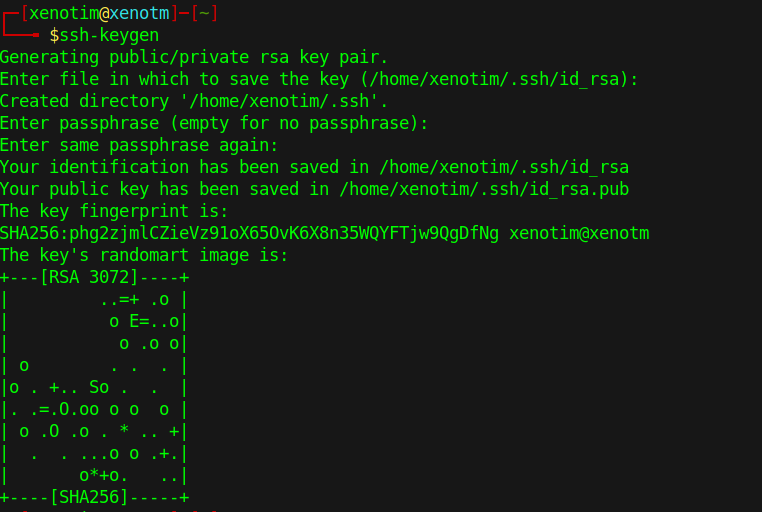 ┌─[xenotim@xenotm]─[~]
└──╼ $ssh-keygen
Generating public/private rsa key pair.
Enter file in which to save the key (/home/xenotim/.ssh/id_rsa):
Created directory '/home/xenotim/.ssh'.
Enter passphrase (empty for no passphrase):
Enter same passphrase again:
Your identification has been saved in /home/xenotim/.ssh/id_rsa
Your public key has been saved in /home/xenotim/.ssh/id_rsa.pub
The key fingerprint is:
SHA256:phg2zjmlCZieVz91oX65OvK6X8n35WQYFTjw9QgDfNg xenotim@xenotm
The key's randomart image is:
+---[RSA 3072]----+
|         ..=+ .o |
|          o E=..o|
|           o .o o|
| o        . .  . |
|o . +.. So .  .  |
|. .=.O.oo o o  o |
| o .O .o . * .. +|
|  .  . ...o o .+.|
|       o*+o.   ..|
+----[SHA256]-----+